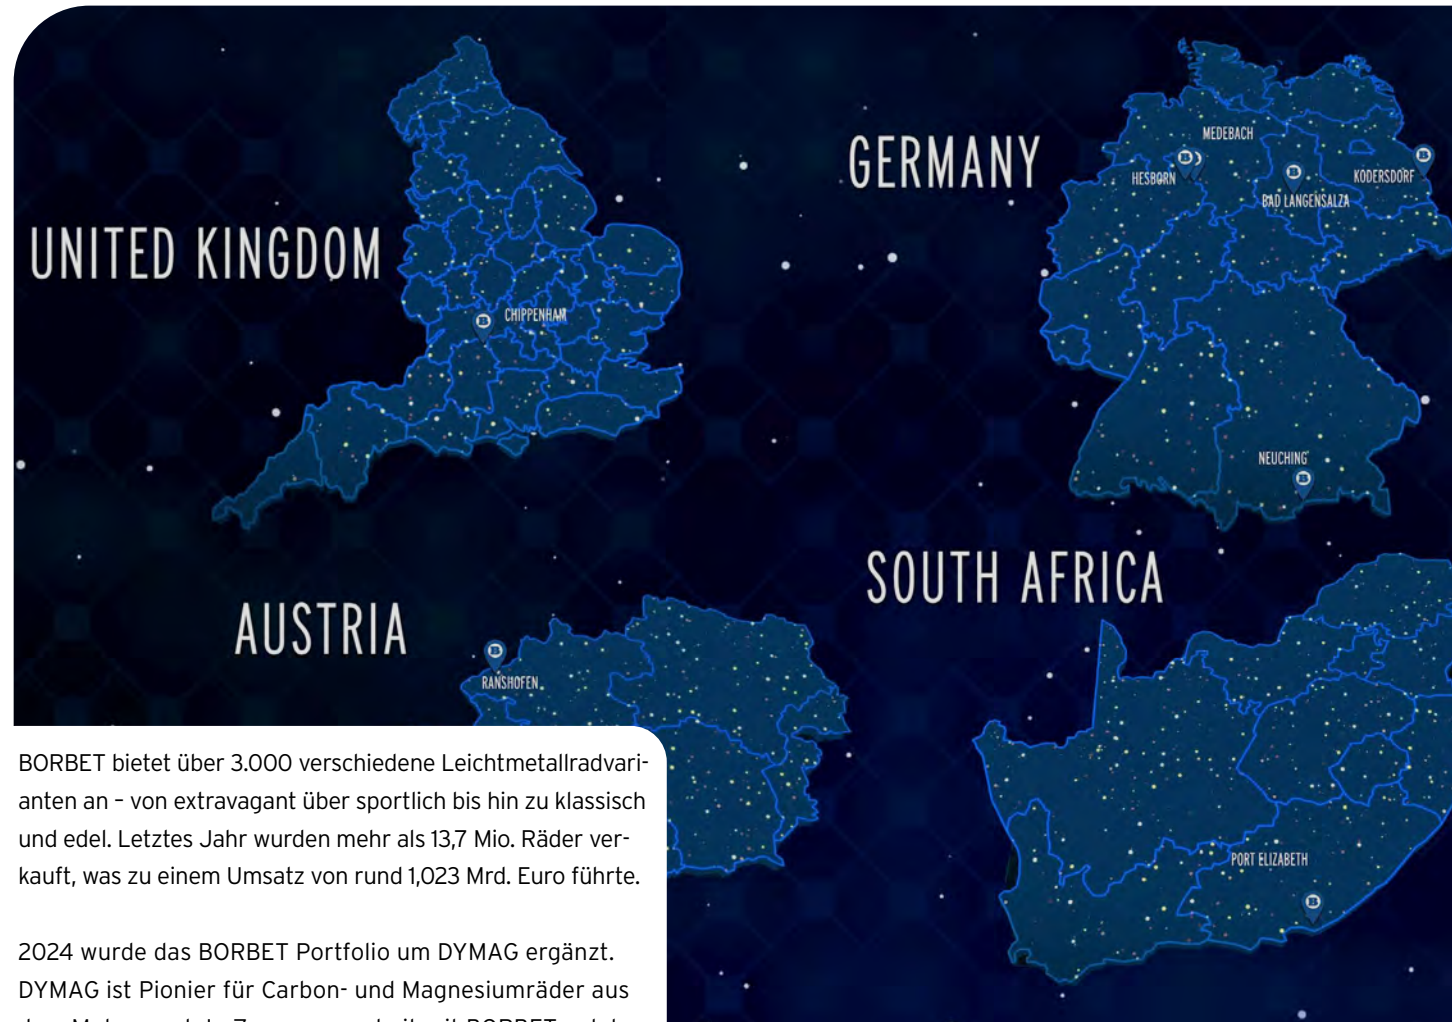 UNITED KINGDOM
CHIPPENHAM
GERMANY
MEDEBACH
HESBORN
BAD LANGENSALZA
KODERSDORF
NEUCHING
AUSTRIA
RANSHOFEN
SOUTH AFRICA
PORT ELIZABETH
BORBET bietet über 3.000 verschiedene Leichtmetallradvari-
anten an – von extravagant über sportlich bis hin zu klassisch
und edel. Letztes Jahr wurden mehr als 13,7 Mio. Räder ver-
kauft, was zu einem Umsatz von rund 1,023 Mrd. Euro führte.
2024 wurde das BORBET Portfolio um DYMAG ergänzt.
DYMAG ist Pionier für Carbon- und Magnesiumräder aus